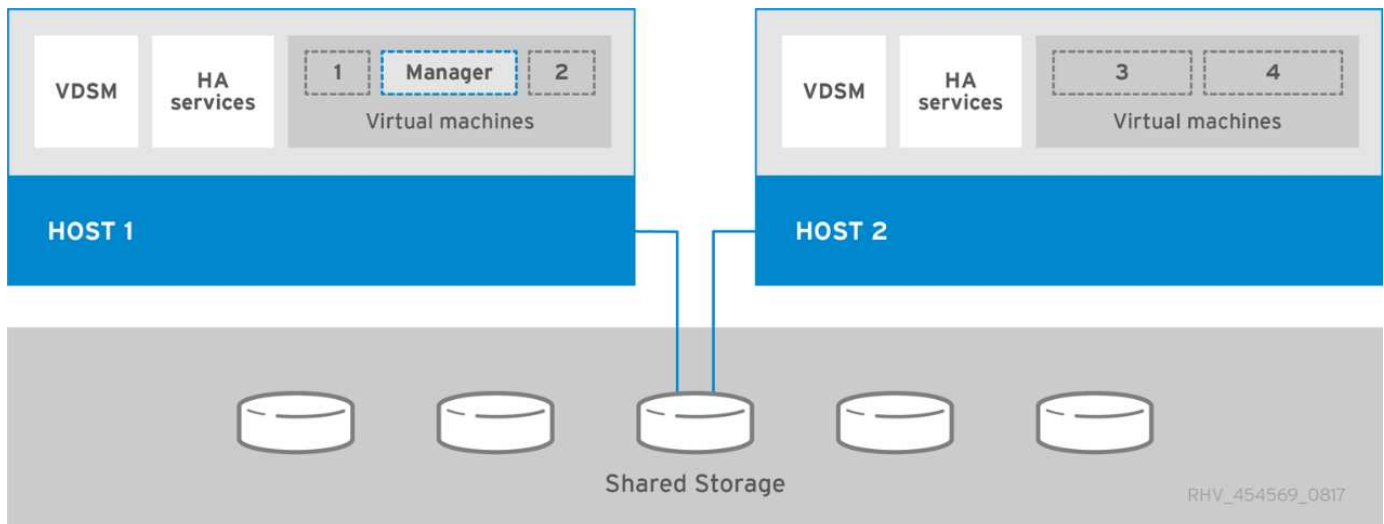 VDSM
HA
services
1
Manager
2
Virtual machines
HOST 1
VDSM
HA
services
3
4
Virtual machines
HOST 2
Shared Storage
RHV_454569_0817